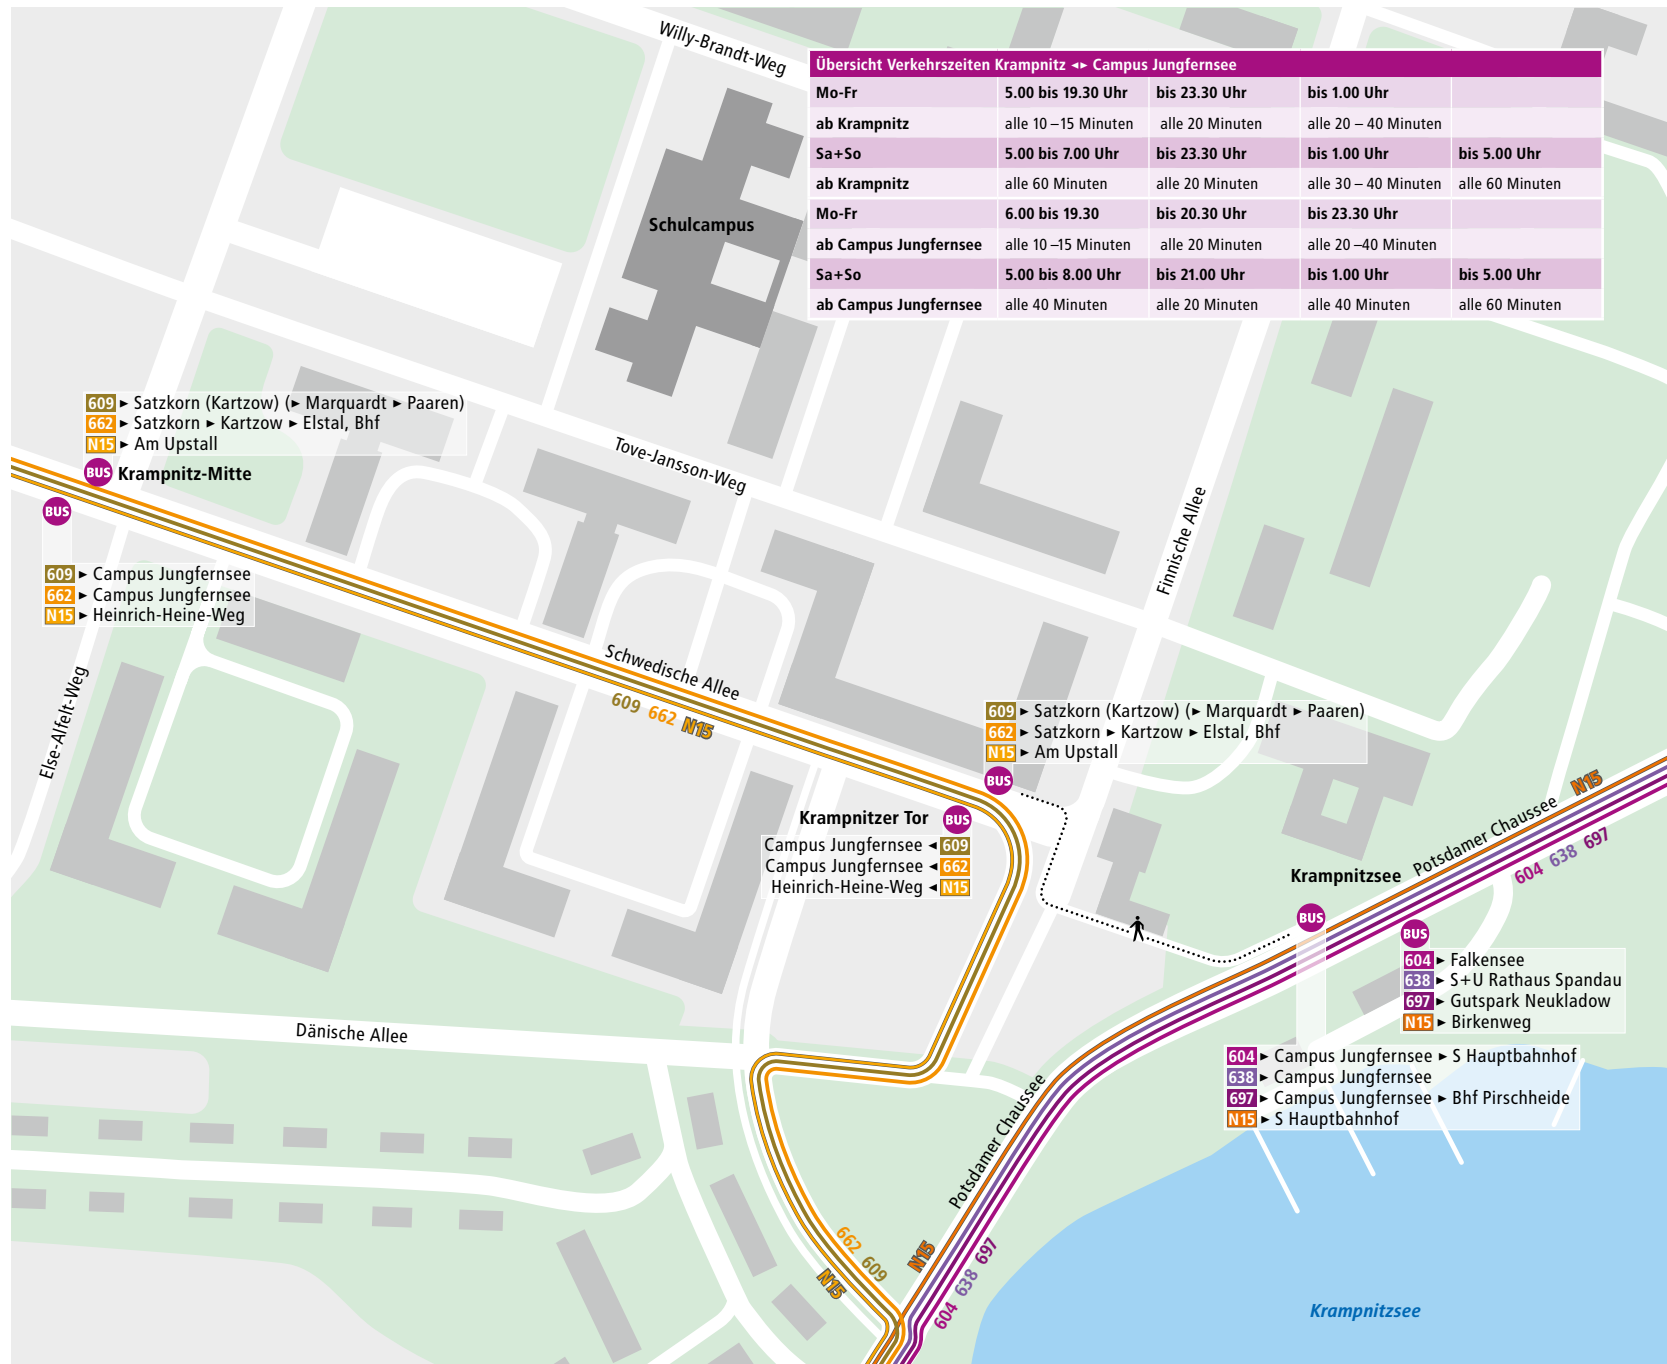 Willy-Brandt-Weg
Übersicht Verkehrszeiten Krampnitz ◂▸ Campus Jungfernsee
Mo-Fr 5.00 bis 19.30 Uhr bis 23.30 Uhr bis 1.00 Uhr
ab Krampnitz alle 10 –15 Minuten alle 20 Minuten alle 20 – 40 Minuten
Sa+So 5.00 bis 7.00 Uhr bis 23.30 Uhr bis 1.00 Uhr bis 5.00 Uhr
ab Krampnitz alle 60 Minuten alle 20 Minuten alle 30 – 40 Minuten alle 60 Minuten
Mo-Fr 6.00 bis 19.30 bis 20.30 Uhr bis 23.30 Uhr
ab Campus Jungfernsee alle 10 –15 Minuten alle 20 Minuten alle 20 –40 Minuten
Sa+So 5.00 bis 8.00 Uhr bis 21.00 Uhr bis 1.00 Uhr bis 5.00 Uhr
ab Campus Jungfernsee alle 40 Minuten alle 20 Minuten alle 40 Minuten alle 60 Minuten
Schulcampus
609 ▸ Satzkorn (Kartzow) (▸ Marquardt ▸ Paaren)
662 ▸ Satzkorn ▸ Kartzow ▸ Elstal, Bhf
N15 ▸ Am Upstall
BUS Krampnitz-Mitte
BUS
609 ▸ Campus Jungfernsee
662 ▸ Campus Jungfernsee
N15 ▸ Heinrich-Heine-Weg
Tove-Jansson-Weg
Finnische Allee
Else-Alfelt-Weg
Schwedische Allee
609 662 N15
609 ▸ Satzkorn (Kartzow) (▸ Marquardt ▸ Paaren)
662 ▸ Satzkorn ▸ Kartzow ▸ Elstal, Bhf
N15 ▸ Am Upstall
BUS
Krampnitzer Tor BUS
Campus Jungfernsee ◂ 609
Campus Jungfernsee ◂ 662
Heinrich-Heine-Weg ◂ N15
Potsdamer Chaussee N15
604 638 697
Krampnitzsee
BUS
BUS
604 ▸ Falkensee
638 ▸ S+U Rathaus Spandau
697 ▸ Gutspark Neukladow
N15 ▸ Birkenweg
604 ▸ Campus Jungfernsee ▸ S Hauptbahnhof
638 ▸ Campus Jungfernsee
697 ▸ Campus Jungfernsee ▸ Bhf Pirschheide
N15 ▸ S Hauptbahnhof
Dänische Allee
Potsdamer Chaussee
662 609
N15
N15
604 638 697
Krampnitzsee